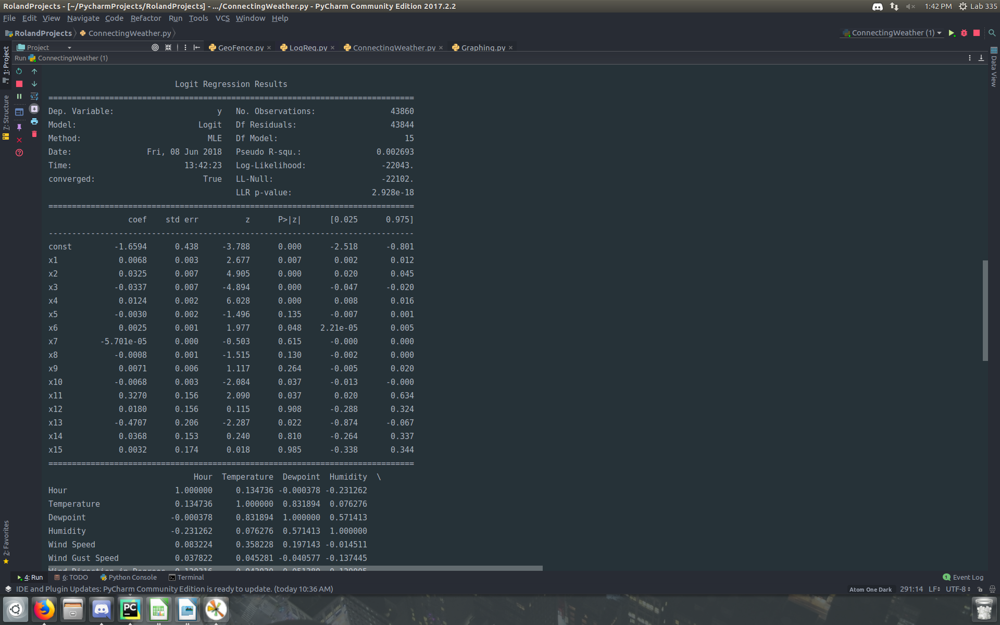 RolandProjects - [~/PycharmProjects/RolandProjects] - .../ConnectingWeather.py - PyCharm Community Edition 2017.2.2
1:42 PM Lab 335
File Edit View Navigate Code Refactor Run Tools VCS Window Help
RolandProjects ConnectingWeather.py
ConnectingWeather (1)
Project GeoFence.py LogReg.py ConnectingWeather.py Graphing.py
Run ConnectingWeather (1)
1: Project
7: Structure
2: Favorites
Data View
Logit Regression Results
==============================================================================
Dep. Variable: y No. Observations: 43860
Model: Logit Df Residuals: 43844
Method: MLE Df Model: 15
Date: Fri, 08 Jun 2018 Pseudo R-squ.: 0.002693
Time: 13:42:23 Log-Likelihood: -22043.
converged: True LL-Null: -22102.
LLR p-value: 2.928e-18
==============================================================================
coef std err z P>|z| [0.025 0.975]
------------------------------------------------------------------------------
const -1.6594 0.438 -3.788 0.000 -2.518 -0.801
x1 0.0068 0.003 2.677 0.007 0.002 0.012
x2 0.0325 0.007 4.905 0.000 0.020 0.045
x3 -0.0337 0.007 -4.894 0.000 -0.047 -0.020
x4 0.0124 0.002 6.028 0.000 0.008 0.016
x5 -0.0030 0.002 -1.496 0.135 -0.007 0.001
x6 0.0025 0.001 1.977 0.048 2.21e-05 0.005
x7 -5.701e-05 0.000 -0.503 0.615 -0.000 0.000
x8 -0.0008 0.001 -1.515 0.130 -0.002 0.000
x9 0.0071 0.006 1.117 0.264 -0.005 0.020
x10 -0.0068 0.003 -2.084 0.037 -0.013 -0.000
x11 0.3270 0.156 2.090 0.037 0.020 0.634
x12 0.0180 0.156 0.115 0.908 -0.288 0.324
x13 -0.4707 0.206 -2.287 0.022 -0.874 -0.067
x14 0.0368 0.153 0.240 0.810 -0.264 0.337
x15 0.0032 0.174 0.018 0.985 -0.338 0.344
==============================================================================
Hour Temperature Dewpoint Humidity \
Hour 1.000000 0.134736 -0.000378 -0.231262
Temperature 0.134736 1.000000 0.831894 0.076276
Dewpoint -0.000378 0.831894 1.000000 0.571413
Humidity -0.231262 0.076276 0.571413 1.000000
Wind Speed 0.083224 0.358228 0.197143 -0.014511
Wind Gust Speed 0.037822 0.045281 -0.040577 -0.137445
Wind Direction in Degrees
4: Run 6: TODO Python Console Terminal 1 Event Log
IDE and Plugin Updates: PyCharm Community Edition is ready to update. (today 10:36 AM) Atom One Dark 291:14 LF UTF-8
PC